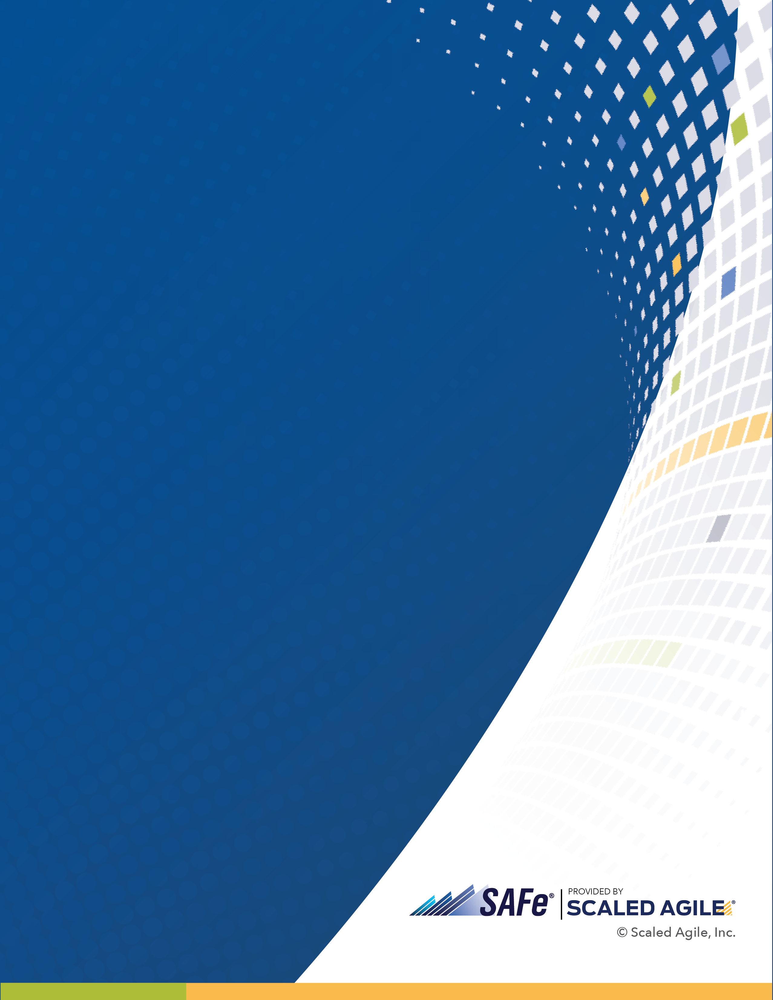 SAFe®
PROVIDED BY
SCALED AGILE®
© Scaled Agile, Inc.